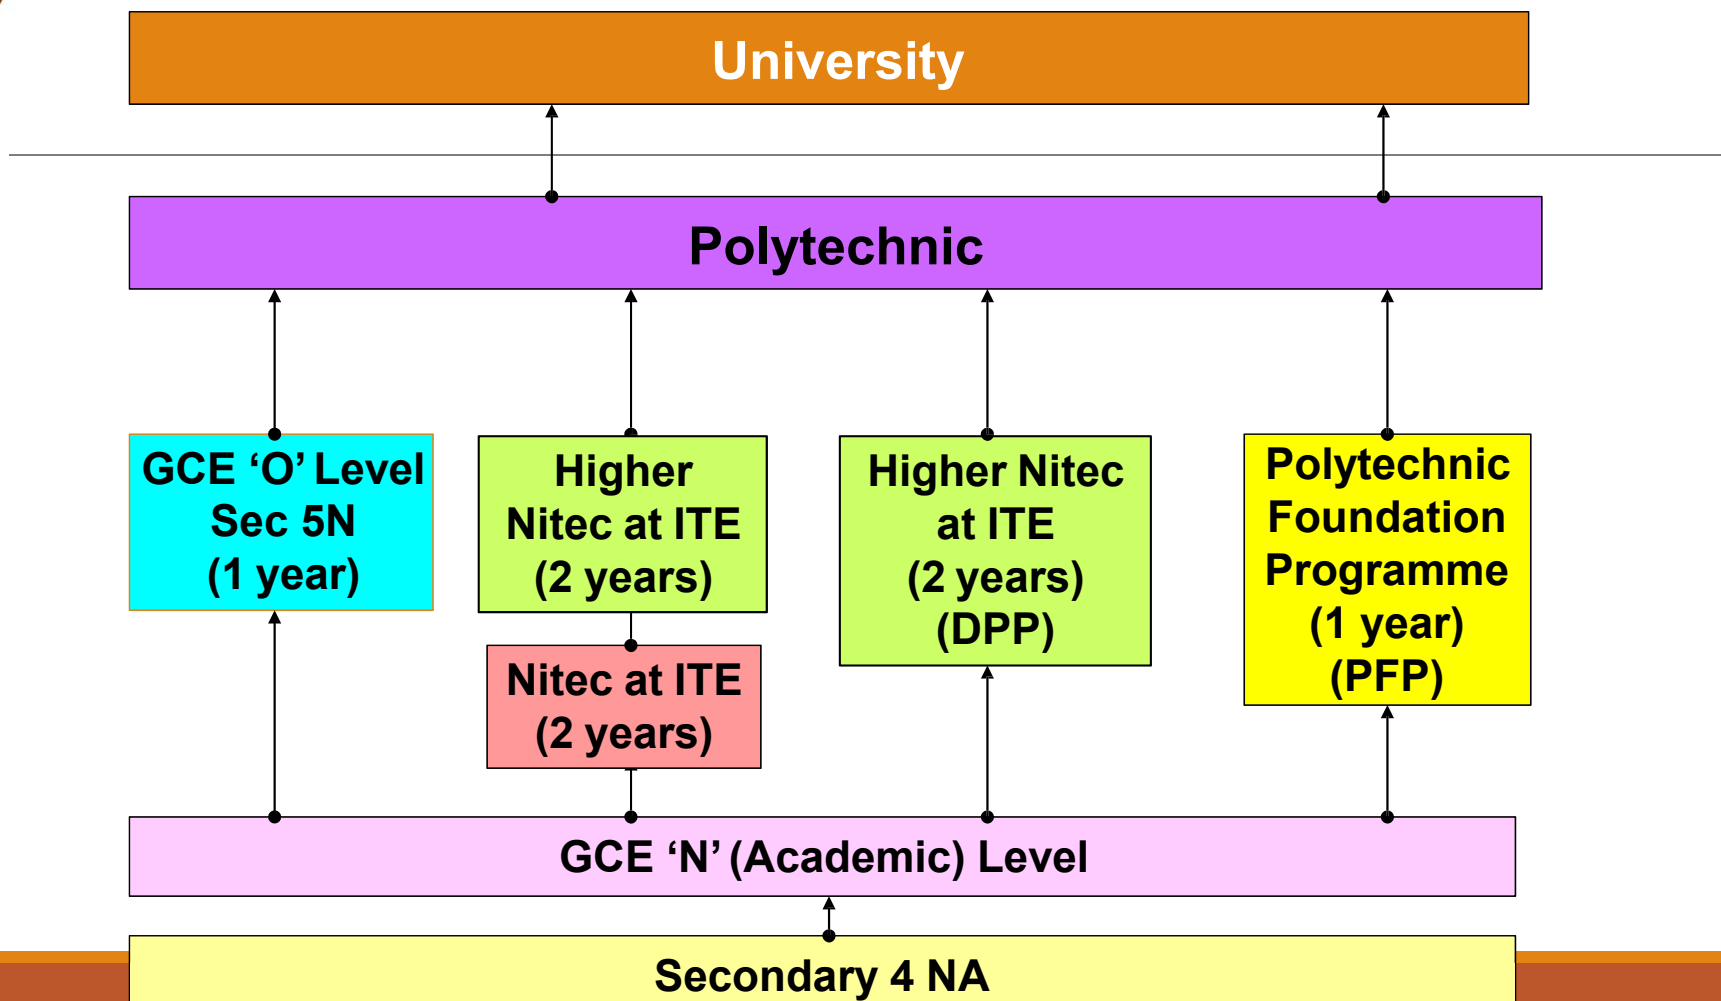 University
Polytechnic
GCE ‘O’ Level
Sec 5N
(1 year)
Higher
Nitec at ITE
(2 years)
Higher Nitec
at ITE
(2 years)
(DPP)
Polytechnic
Foundation
Programme
(1 year)
(PFP)
Nitec at ITE
(2 years)
GCE ‘N’ (Academic) Level
Secondary 4 NA